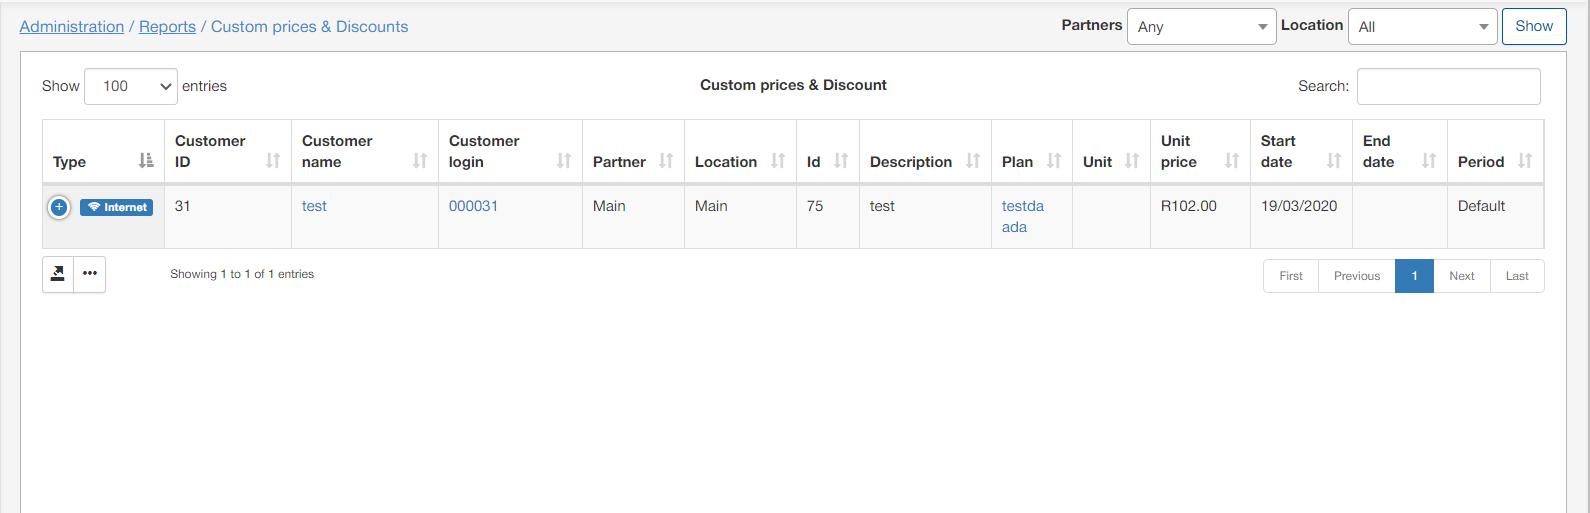 Administration / Reports / Custom prices & Discounts
Partners Any Location All Show
Show 100 entries
Custom prices & Discount
Search:
Type Customer ID Customer name Customer login Partner Location Id Description Plan Unit Unit price Start date End date Period
Internet 31 test 000031 Main Main 75 test testda ada R102.00 19/03/2020 Default
Showing 1 to 1 of 1 entries
First Previous 1 Next Last